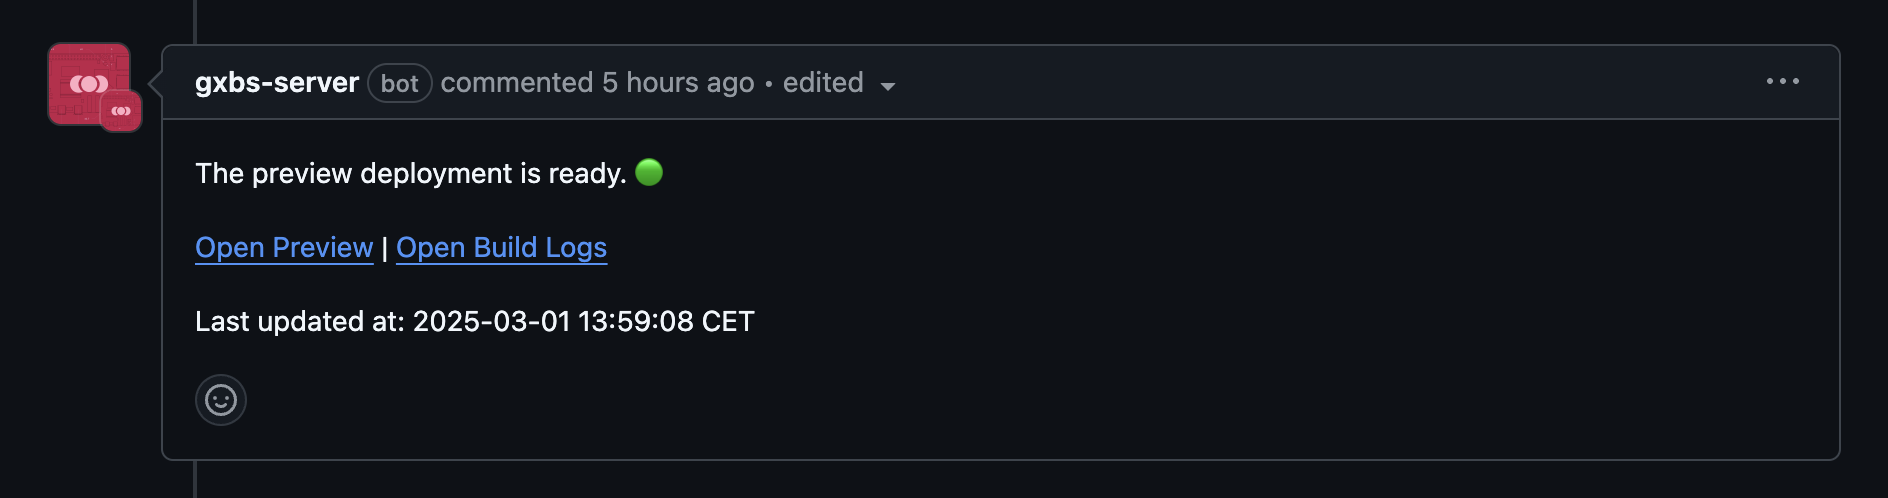 gxbs-server bot commented 5 hours ago • edited
The preview deployment is ready. 🟢
Open Preview | Open Build Logs
Last updated at: 2025-03-01 13:59:08 CET